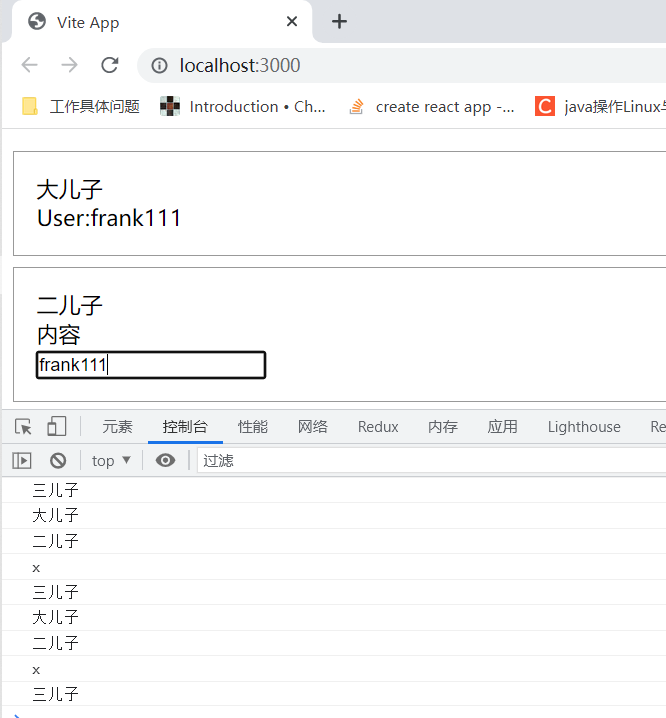 Vite App
localhost:3000
工作具体问题
Introduction • Ch...
create react app -...
java操作Linux与
大儿子
User:frank111
二儿子
内容
frank111
元素
控制台
性能
网络
Redux
内存
应用
Lighthouse
Re
top
过滤
三儿子
大儿子
二儿子
x
三儿子
大儿子
二儿子
x
三儿子